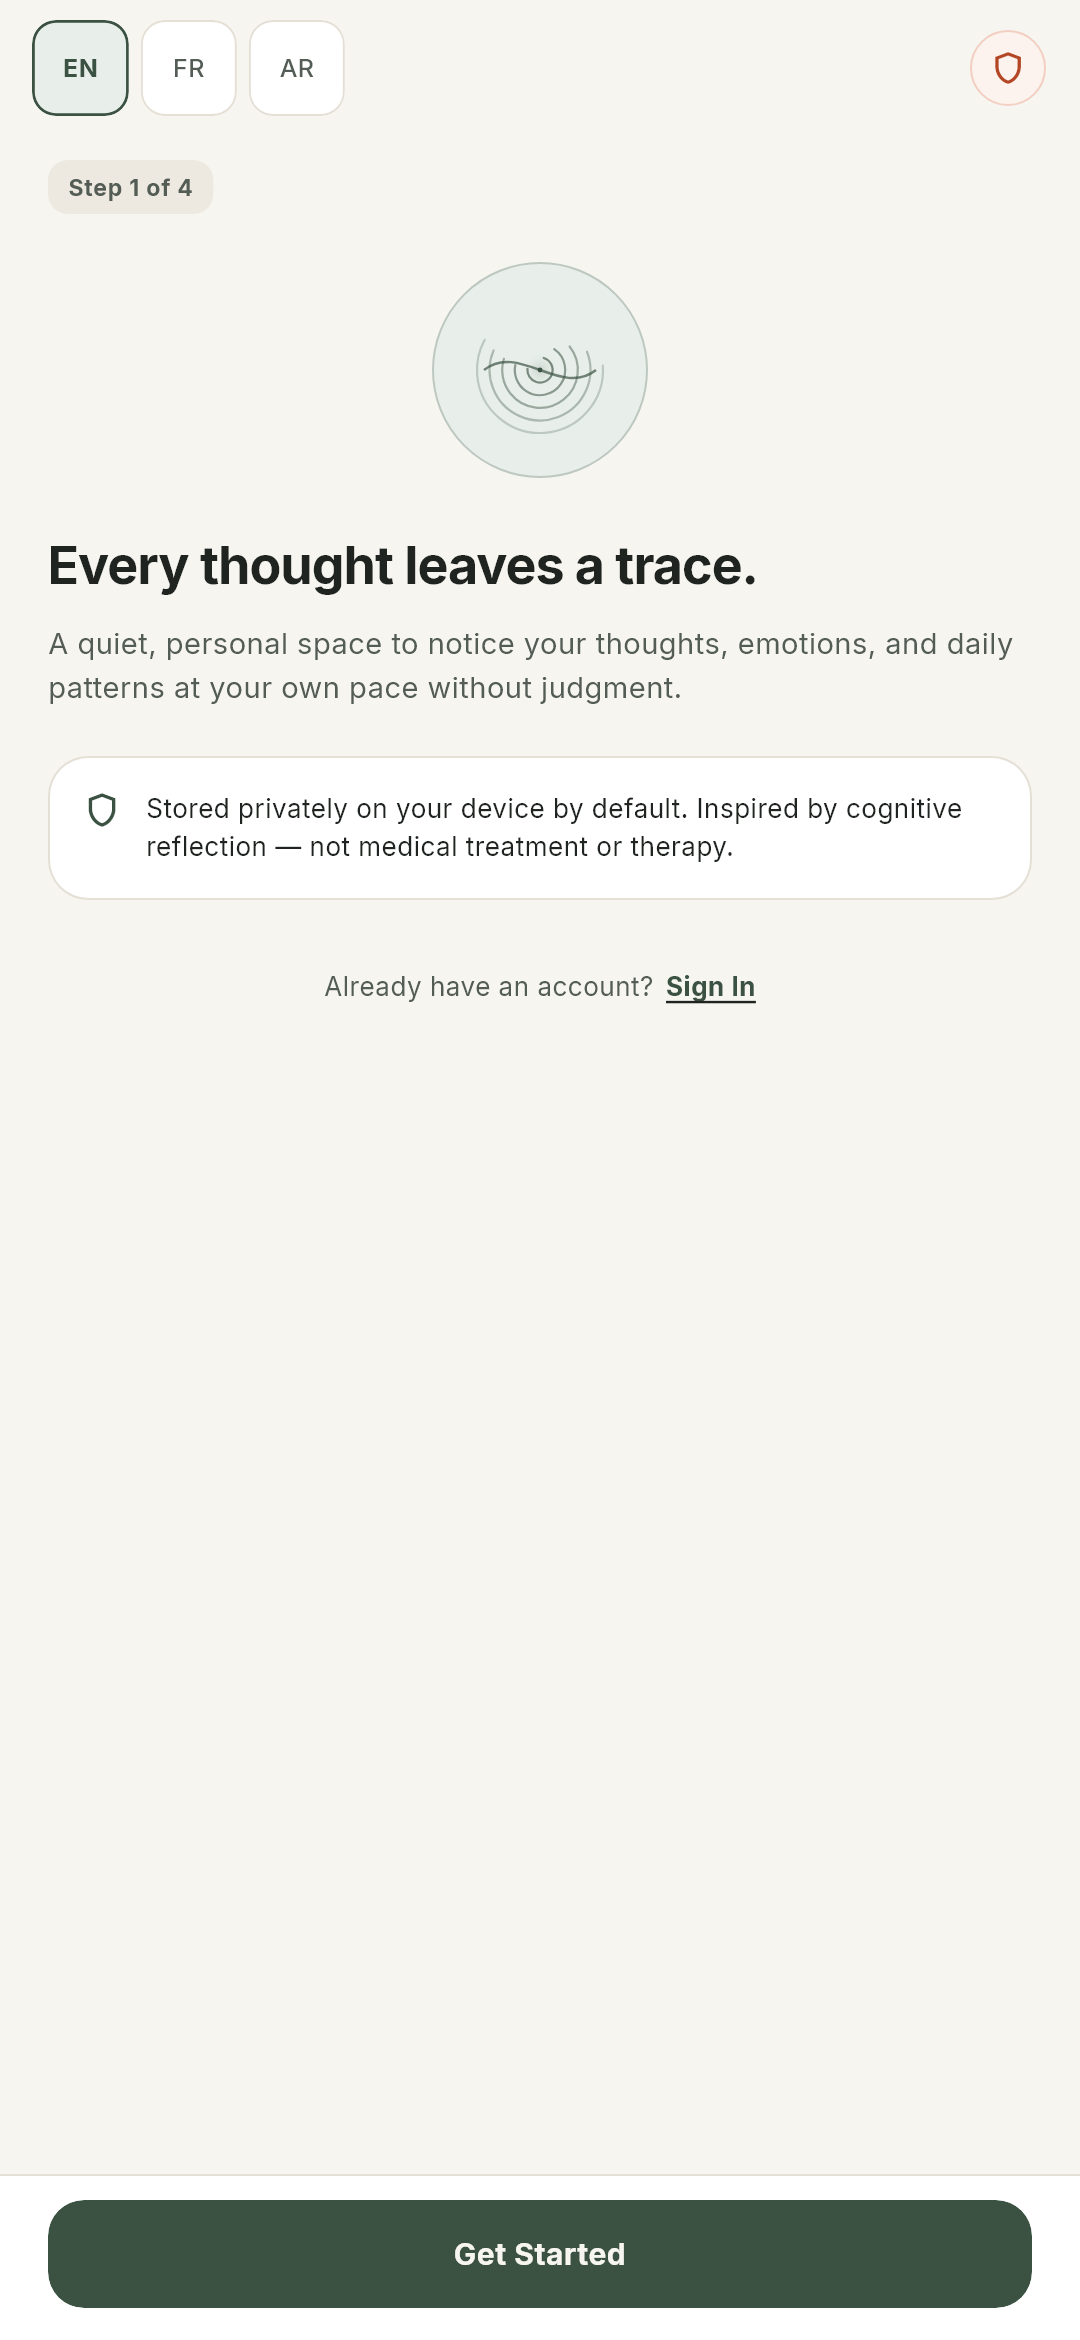 EN FR AR
Step 1 of 4
Every thought leaves a trace.
A quiet, personal space to notice your thoughts, emotions, and daily
patterns at your own pace without judgment.
Stored privately on your device by default. Inspired by cognitive
reflection — not medical treatment or therapy.
Already have an account? Sign In
Get Started